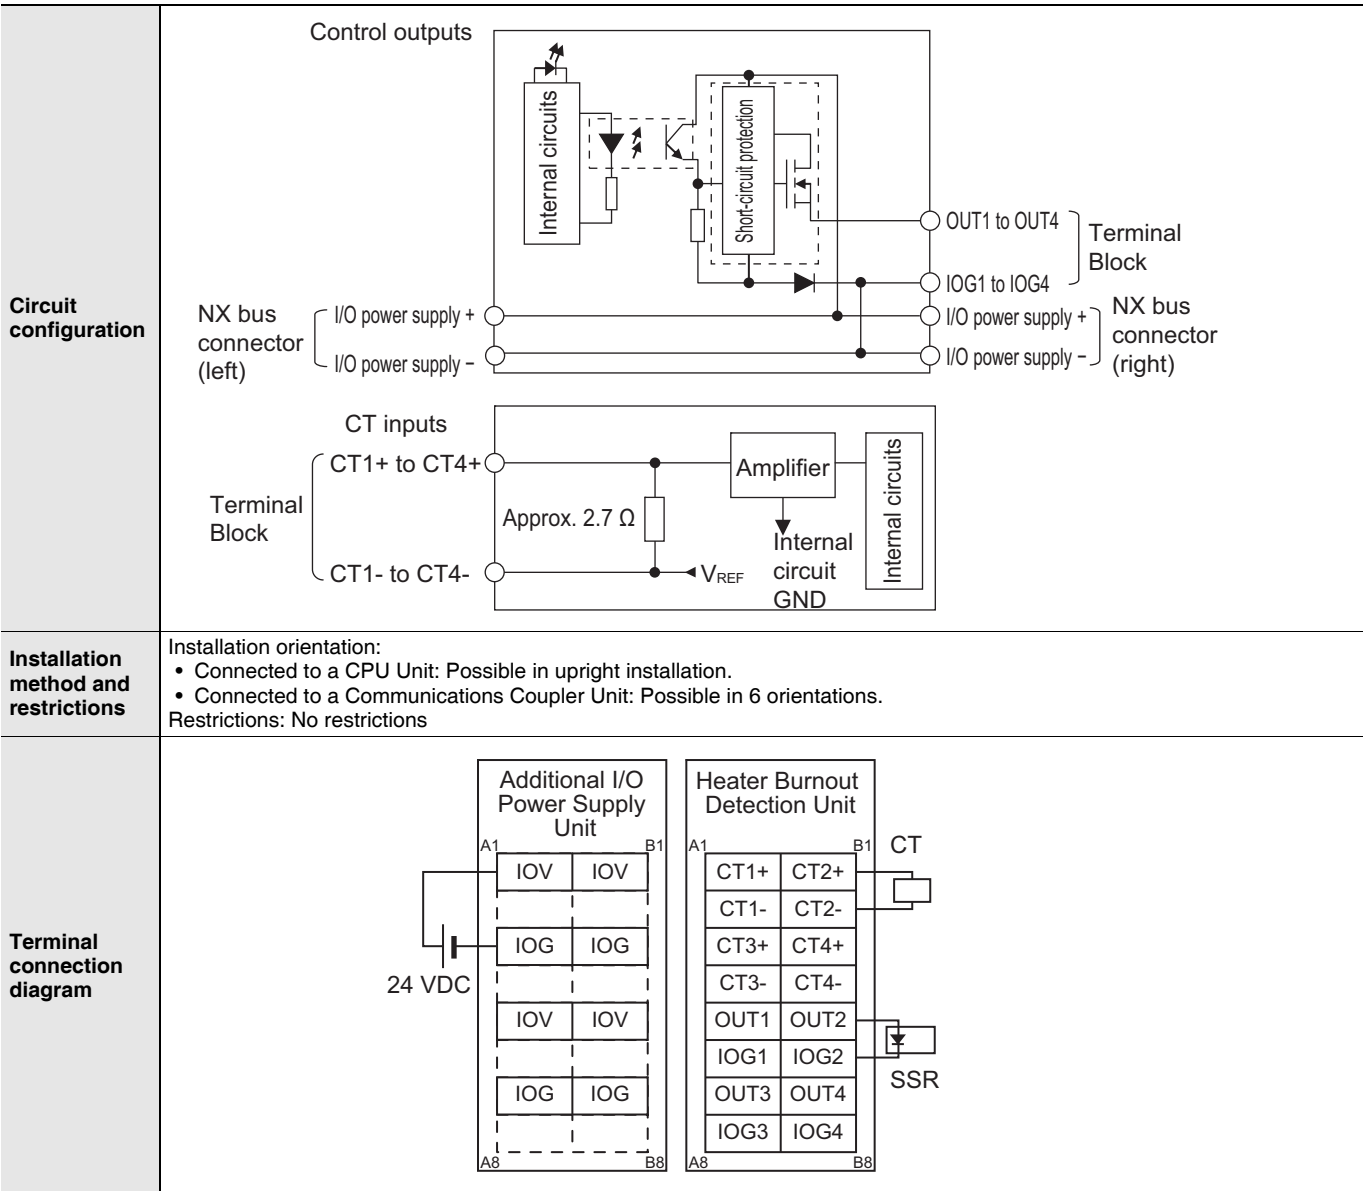 Circuit
configuration
Control outputs
Internal circuits
Short-circuit protection
OUT1 to OUT4
IOG1 to IOG4
Terminal
Block
NX bus
connector
(left)
I/O power supply +
I/O power supply −
I/O power supply +
I/O power supply −
NX bus
connector
(right)
CT inputs
CT1+ to CT4+
Terminal
Block
CT1- to CT4-
Approx. 2.7 Ω
VREF
Amplifier
Internal
circuit
GND
Internal circuits
Installation
method and
restrictions
Installation orientation:
• Connected to a CPU Unit: Possible in upright installation.
• Connected to a Communications Coupler Unit: Possible in 6 orientations.
Restrictions: No restrictions
Terminal
connection
diagram
Additional I/O
Power Supply
Unit
A1 B1
IOV IOV
IOG IOG
IOV IOV
IOG IOG
A8 B8
24 VDC
Heater Burnout
Detection Unit
A1 B1
CT1+ CT2+
CT1- CT2-
CT3+ CT4+
CT3- CT4-
OUT1 OUT2
IOG1 IOG2
OUT3 OUT4
IOG3 IOG4
A8 B8
CT
SSR